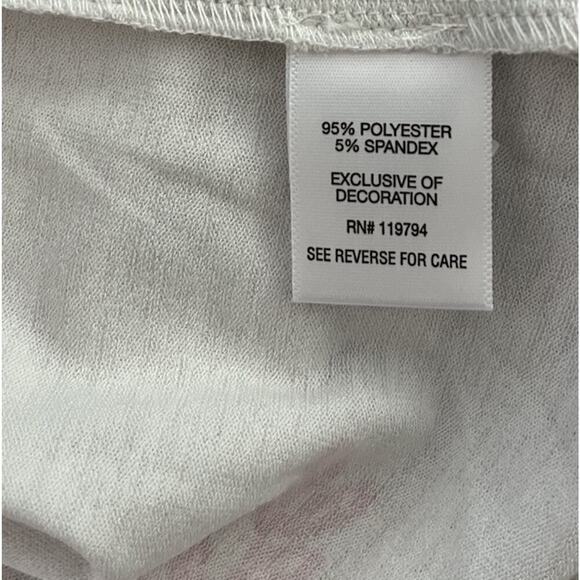 95% POLYESTER
5% SPANDEX
EXCLUSIVE OF
DECORATION
RN# 119794
SEE REVERSE FOR CARE